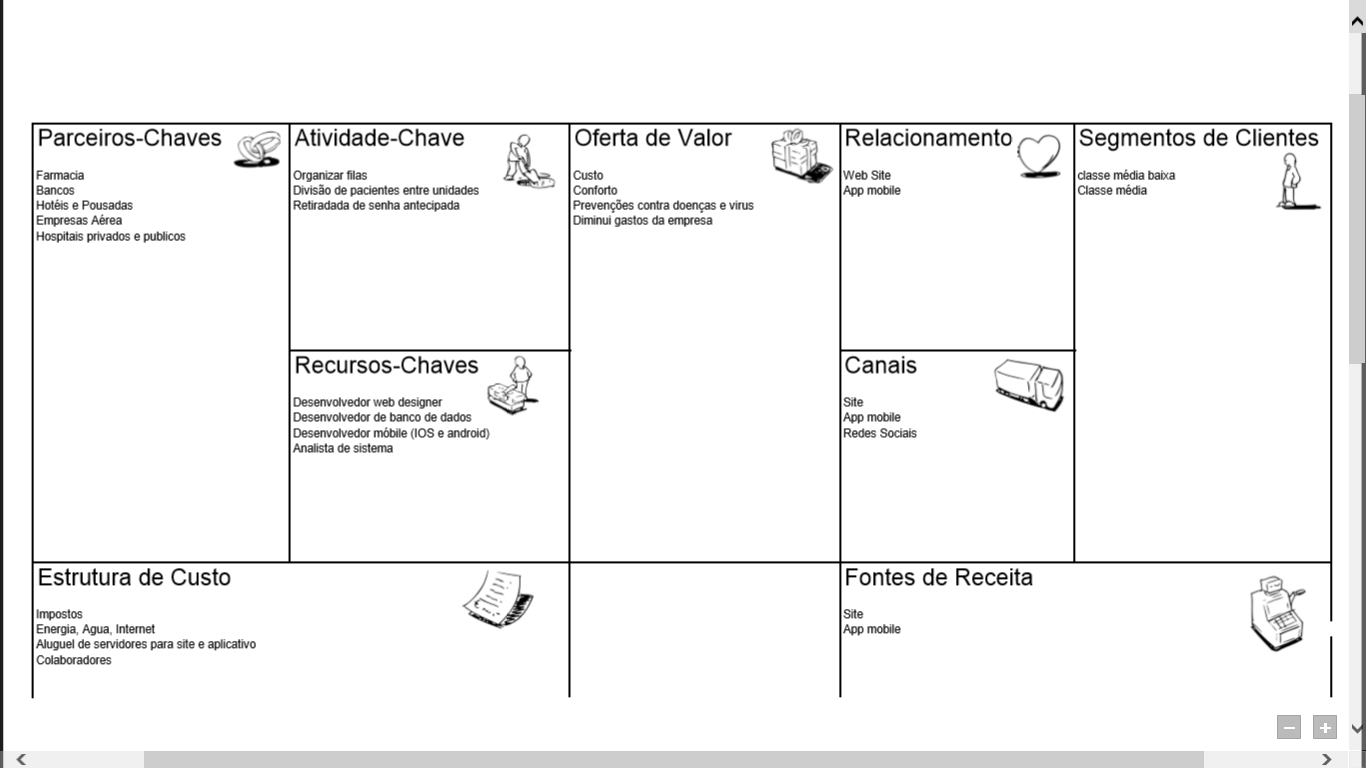 Parceiros-Chaves
Farmacia
Bancos
Hotéis e Pousadas
Empresas Aérea
Hospitais privados e publicos
Atividade-Chave
Organizar filas
Divisão de pacientes entre unidades
Retiradada de senha antecipada
Recursos-Chaves
Desenvolvedor web designer
Desenvolvedor de banco de dados
Desenvolvedor móbile (IOS e android)
Analista de sistema
Oferta de Valor
Custo
Conforto
Prevenções contra doenças e virus
Diminui gastos da empresa
Relacionamento
Web Site
App mobile
Canais
Site
App mobile
Redes Sociais
Segmentos de Clientes
classe média baixa
Classe média
Estrutura de Custo
Impostos
Energia, Agua, Internet
Aluguel de servidores para site e aplicativo
Colaboradores
Fontes de Receita
Site
App mobile